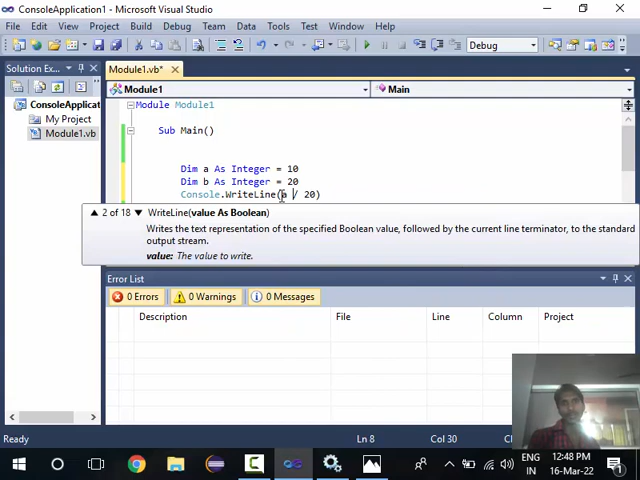 ConsoleApplication1 - Microsoft Visual Studio
File Edit View Project Build Debug Team Data Tools Test Window Help
Debug
Solution Ex...
Module1.vb*
Module1
Main
ConsoleApplicat
My Project
Module1.vb
Module Module1
Sub Main()
Dim a As Integer = 10
Dim b As Integer = 20
Console.WriteLine(a / 20)
2 of 18 WriteLine(value As Boolean)
Writes the text representation of the specified Boolean value, followed by the current line terminator, to the standard
output stream.
value: The value to write.
Error List
0 Errors 0 Warnings 0 Messages
Description File Line Column Project
Ready Ln 8 Col 30
ENG 12:48 PM
IN 16-Mar-22
1